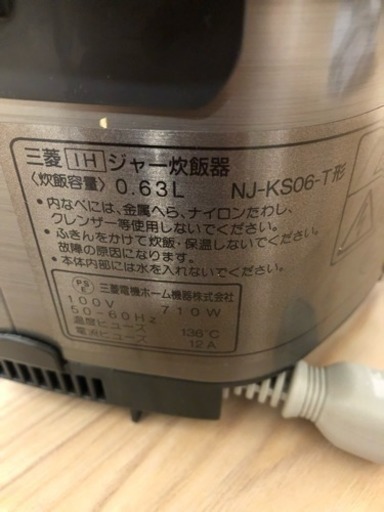 三菱 IH ジャー炊飯器
〈炊飯容量〉 0.63L NJ-KS06-T形
• 内なべには、金属へら、ナイロンたわし、
クレンザー等使用しないでください。
• ふきんをかけて炊飯・保温しないでください。
故障の原因になります。
• 本体内部には水を入れないでください。
PSE 三菱電機ホーム機器株式会社
100V 710W
50-60Hz
温度ヒューズ 136°C
電流ヒューズ 12A